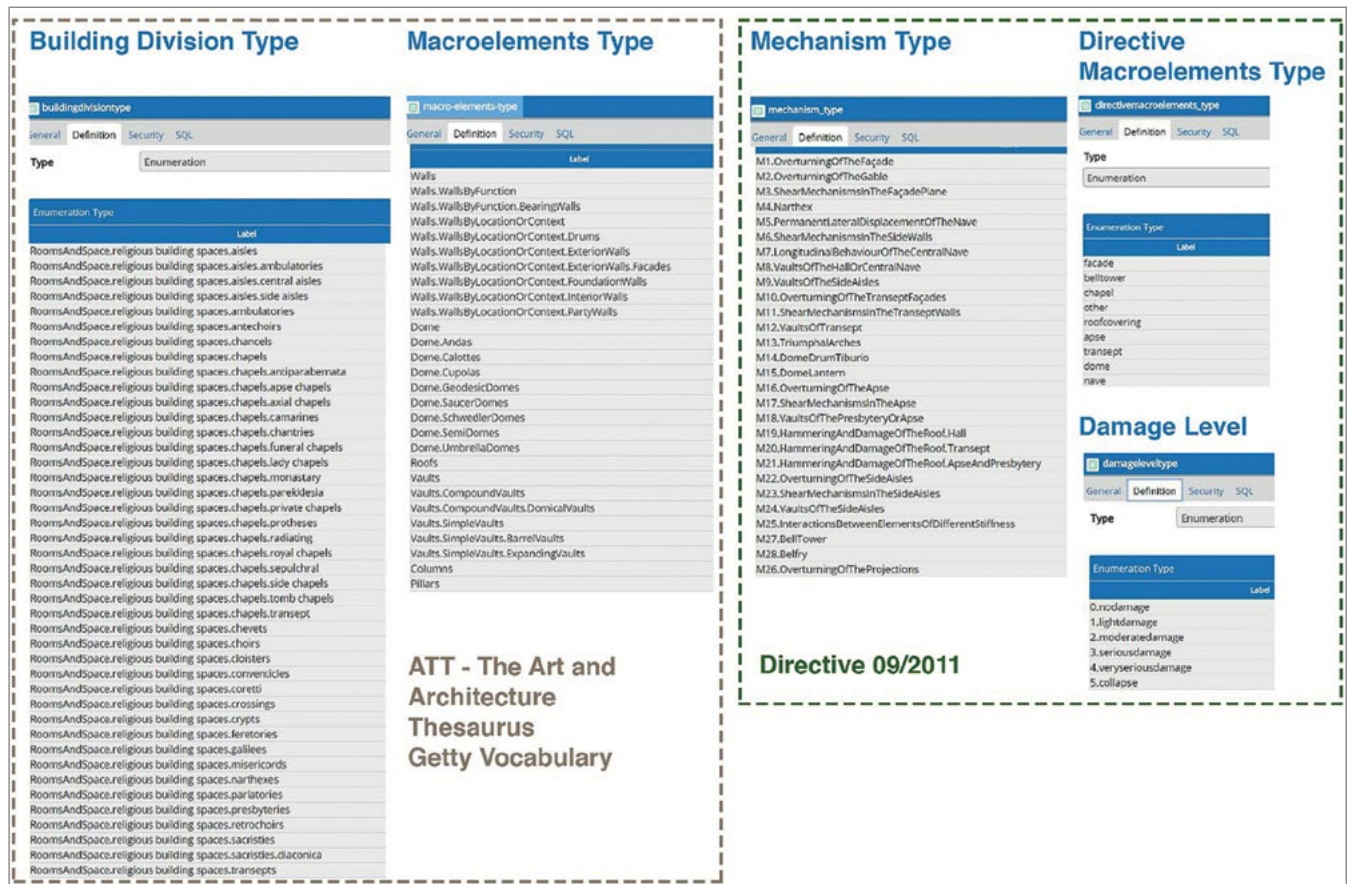 Building Division Type
buildingdivisiontype
General Definition Security SQL
Type Enumeration
Enumeration Type
Label
RoomsAndSpace.religious building spaces.aisles
RoomsAndSpace.religious building spaces.aisles.ambulatories
RoomsAndSpace.religious building spaces.aisles.central aisles
RoomsAndSpace.religious building spaces.aisles.side aisles
RoomsAndSpace.religious building spaces.ambulatories
RoomsAndSpace.religious building spaces.antechoirs
RoomsAndSpace.religious building spaces.chancels
RoomsAndSpace.religious building spaces.chapels
RoomsAndSpace.religious building spaces.chapels.antiparabemata
RoomsAndSpace.religious building spaces.chapels.apse chapels
RoomsAndSpace.religious building spaces.chapels.axial chapels
RoomsAndSpace.religious building spaces.chapels.camarines
RoomsAndSpace.religious building spaces.chapels.chantries
RoomsAndSpace.religious building spaces.chapels.funeral chapels
RoomsAndSpace.religious building spaces.chapels.lady chapels
RoomsAndSpace.religious building spaces.chapels.monastary
RoomsAndSpace.religious building spaces.chapels.parekklesia
RoomsAndSpace.religious building spaces.chapels.private chapels
RoomsAndSpace.religious building spaces.chapels.protheses
RoomsAndSpace.religious building spaces.chapels.radiating
RoomsAndSpace.religious building spaces.chapels.royal chapels
RoomsAndSpace.religious building spaces.chapels.sepulchral
RoomsAndSpace.religious building spaces.chapels.side chapels
RoomsAndSpace.religious building spaces.chapels.tomb chapels
RoomsAndSpace.religious building spaces.chapels.transept
RoomsAndSpace.religious building spaces.chevets
RoomsAndSpace.religious building spaces.choirs
RoomsAndSpace.religious building spaces.cloisters
RoomsAndSpace.religious building spaces.conventicles
RoomsAndSpace.religious building spaces.coretti
RoomsAndSpace.religious building spaces.crossings
RoomsAndSpace.religious building spaces.crypts
RoomsAndSpace.religious building spaces.feretories
RoomsAndSpace.religious building spaces.galilees
RoomsAndSpace.religious building spaces.misericords
RoomsAndSpace.religious building spaces.narthexes
RoomsAndSpace.religious building spaces.parlatories
RoomsAndSpace.religious building spaces.presbyteries
RoomsAndSpace.religious building spaces.retrochoirs
RoomsAndSpace.religious building spaces.sacristies
RoomsAndSpace.religious building spaces.sacristies.diaconica
RoomsAndSpace.religious building spaces.transepts
Macroelements Type
macro-elements-type
General Definition Security SQL
Label
Walls
Walls.WallsByFunction
Walls.WallsByFunction.BearingWalls
Walls.WallsByLocationOrContext
Walls.WallsByLocationOrContext.Drums
Walls.WallsByLocationOrContext.ExteriorWalls
Walls.WallsByLocationOrContext.ExteriorWalls.Facades
Walls.WallsByLocationOrContext.FoundationWalls
Walls.WallsByLocationOrContext.InteriorWalls
Walls.WallsByLocationOrContext.PartyWalls
Dome
Dome.Andas
Dome.Calottes
Dome.Cupolas
Dome.GeodesicDomes
Dome.SaucerDomes
Dome.SchwedlerDomes
Dome.SemiDomes
Dome.UmbrellaDomes
Roofs
Vaults
Vaults.CompoundVaults
Vaults.CompoundVaults.DomicalVaults
Vaults.SimpleVaults
Vaults.SimpleVaults.BarrelVaults
Vaults.SimpleVaults.ExpandingVaults
Columns
Pillars
ATT - The Art and
Architecture
Thesaurus
Getty Vocabulary
Mechanism Type
mechanism_type
General Definition Security SQL
M1.OverturningOfTheFaçade
M2.OverturningOfTheGable
M3.ShearMechanismsInTheFaçadePlane
M4.Narthex
M5.PermanentLateralDisplacementOfTheNave
M6.ShearMechanismsInTheSideWalls
M7.LongitudinalBehaviourOfTheCentralNave
M8.VaultsOfTheHallOrCentralNave
M9.VaultsOfTheSideAisles
M10.OverturningOfTheTranseptFaçades
M11.ShearMechanismsInTheTranseptWalls
M12.VaultsOfTransept
M13.TriumphalArches
M14.DomeDrumTiburio
M15.DomeLantern
M16.OverturningOfTheApse
M17.ShearMechanismsInTheApse
M18.VaultsOfThePresbyteryOrApse
M19.HammeringAndDamageOfTheRoof.Hall
M20.HammeringAndDamageOfTheRoof.Transept
M21.HammeringAndDamageOfTheRoof.ApseAndPresbytery
M22.OverturningOfTheSideAisles
M23.ShearMechanismsInTheSideAisles
M24.VaultsOfTheSideAisles
M25.InteractionsBetweenElementsOfDifferentStiffness
M27.BellTower
M28.Belfry
M26.OverturningOfTheProjections
Directive 09/2011
Directive
Macroelements Type
directivemacroelements_type
General Definition Security SQL
Type
Enumeration
Enumeration Type
Label
facade
belltower
chapel
other
roofcovering
apse
transept
dome
nave
Damage Level
damageleveltype
General Definition Security SQL
Type Enumeration
Enumeration Type
Label
0.nodamage
1.lightdamage
2.moderatedamage
3.seriousdamage
4.veryseriousdamage
5.collapse